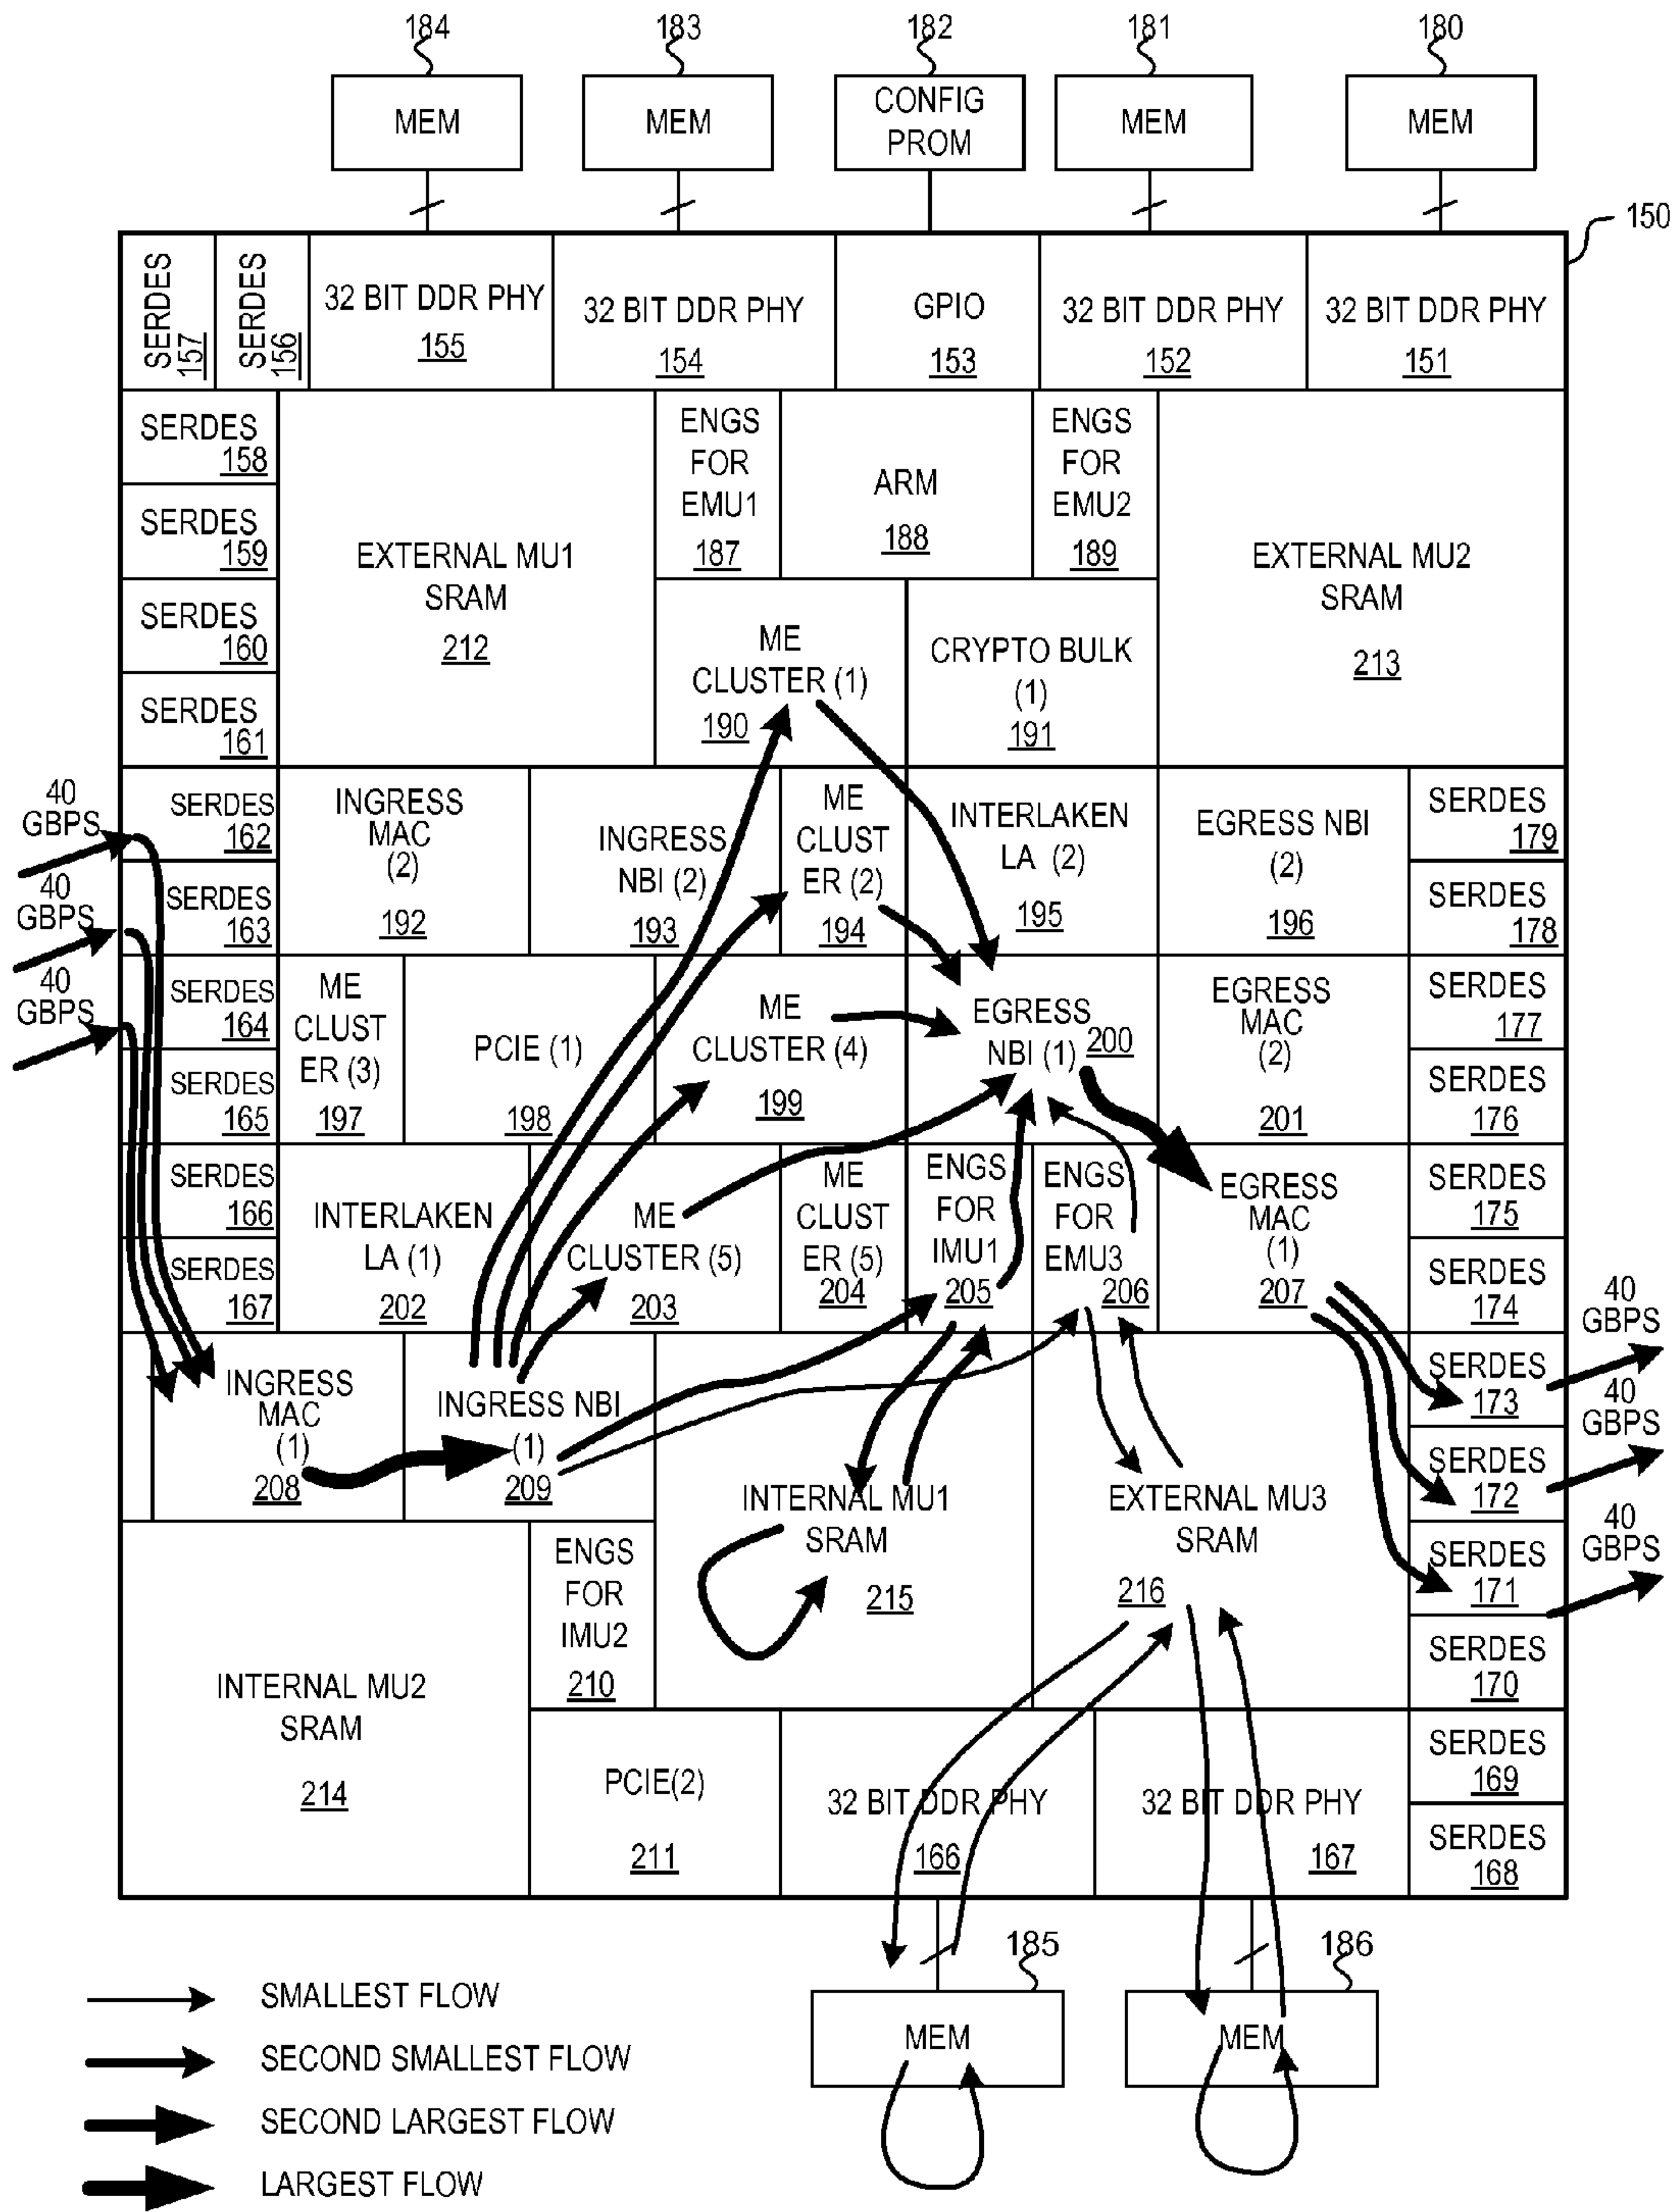 184
183
182
181
180
MEM
MEM
CONFIG
PROM
MEM
MEM
150
SERDES
157
SERDES
156
32 BIT DDR PHY
155
32 BIT DDR PHY
154
GPIO
153
32 BIT DDR PHY
152
32 BIT DDR PHY
151
SERDES
158
SERDES
159
SERDES
160
SERDES
161
EXTERNAL MU1
SRAM
212
ENGS
FOR
EMU1
187
ARM
188
ENGS
FOR
EMU2
189
EXTERNAL MU2
SRAM
213
ME
CLUSTER (1)
190
CRYPTO BULK
(1)
191
40
GBPS
40
GBPS
40
GBPS
SERDES
162
SERDES
163
INGRESS
MAC
(2)
192
INGRESS
NBI (2)
193
ME
CLUST
ER (2)
194
INTERLAKEN
LA (2)
195
EGRESS NBI
(2)
196
SERDES
179
SERDES
178
SERDES
164
SERDES
165
ME
CLUST
ER (3)
197
PCIE (1)
198
ME
CLUSTER (4)
199
EGRESS
NBI (1) 200
EGRESS
MAC
(2)
201
SERDES
177
SERDES
176
SERDES
166
SERDES
167
INTERLAKEN
LA (1)
202
ME
CLUSTER (5)
203
ME
CLUST
ER (5)
204
ENGS
FOR
IMU1
205
ENGS
FOR
EMU3
206
EGRESS
MAC
(1)
207
SERDES
175
SERDES
174
INGRESS
MAC
(1)
208
INGRESS NBI
(1)
209
INTERNAL MU1
SRAM
215
EXTERNAL MU3
SRAM
216
SERDES
173
SERDES
172
SERDES
171
SERDES
170
40
GBPS
40
GBPS
40
GBPS
INTERNAL MU2
SRAM
214
ENGS
FOR
IMU2
210
PCIE(2)
211
32 BIT DDR PHY
166
32 BIT DDR PHY
167
SERDES
169
SERDES
168
185
186
MEM
MEM
SMALLEST FLOW
SECOND SMALLEST FLOW
SECOND LARGEST FLOW
LARGEST FLOW